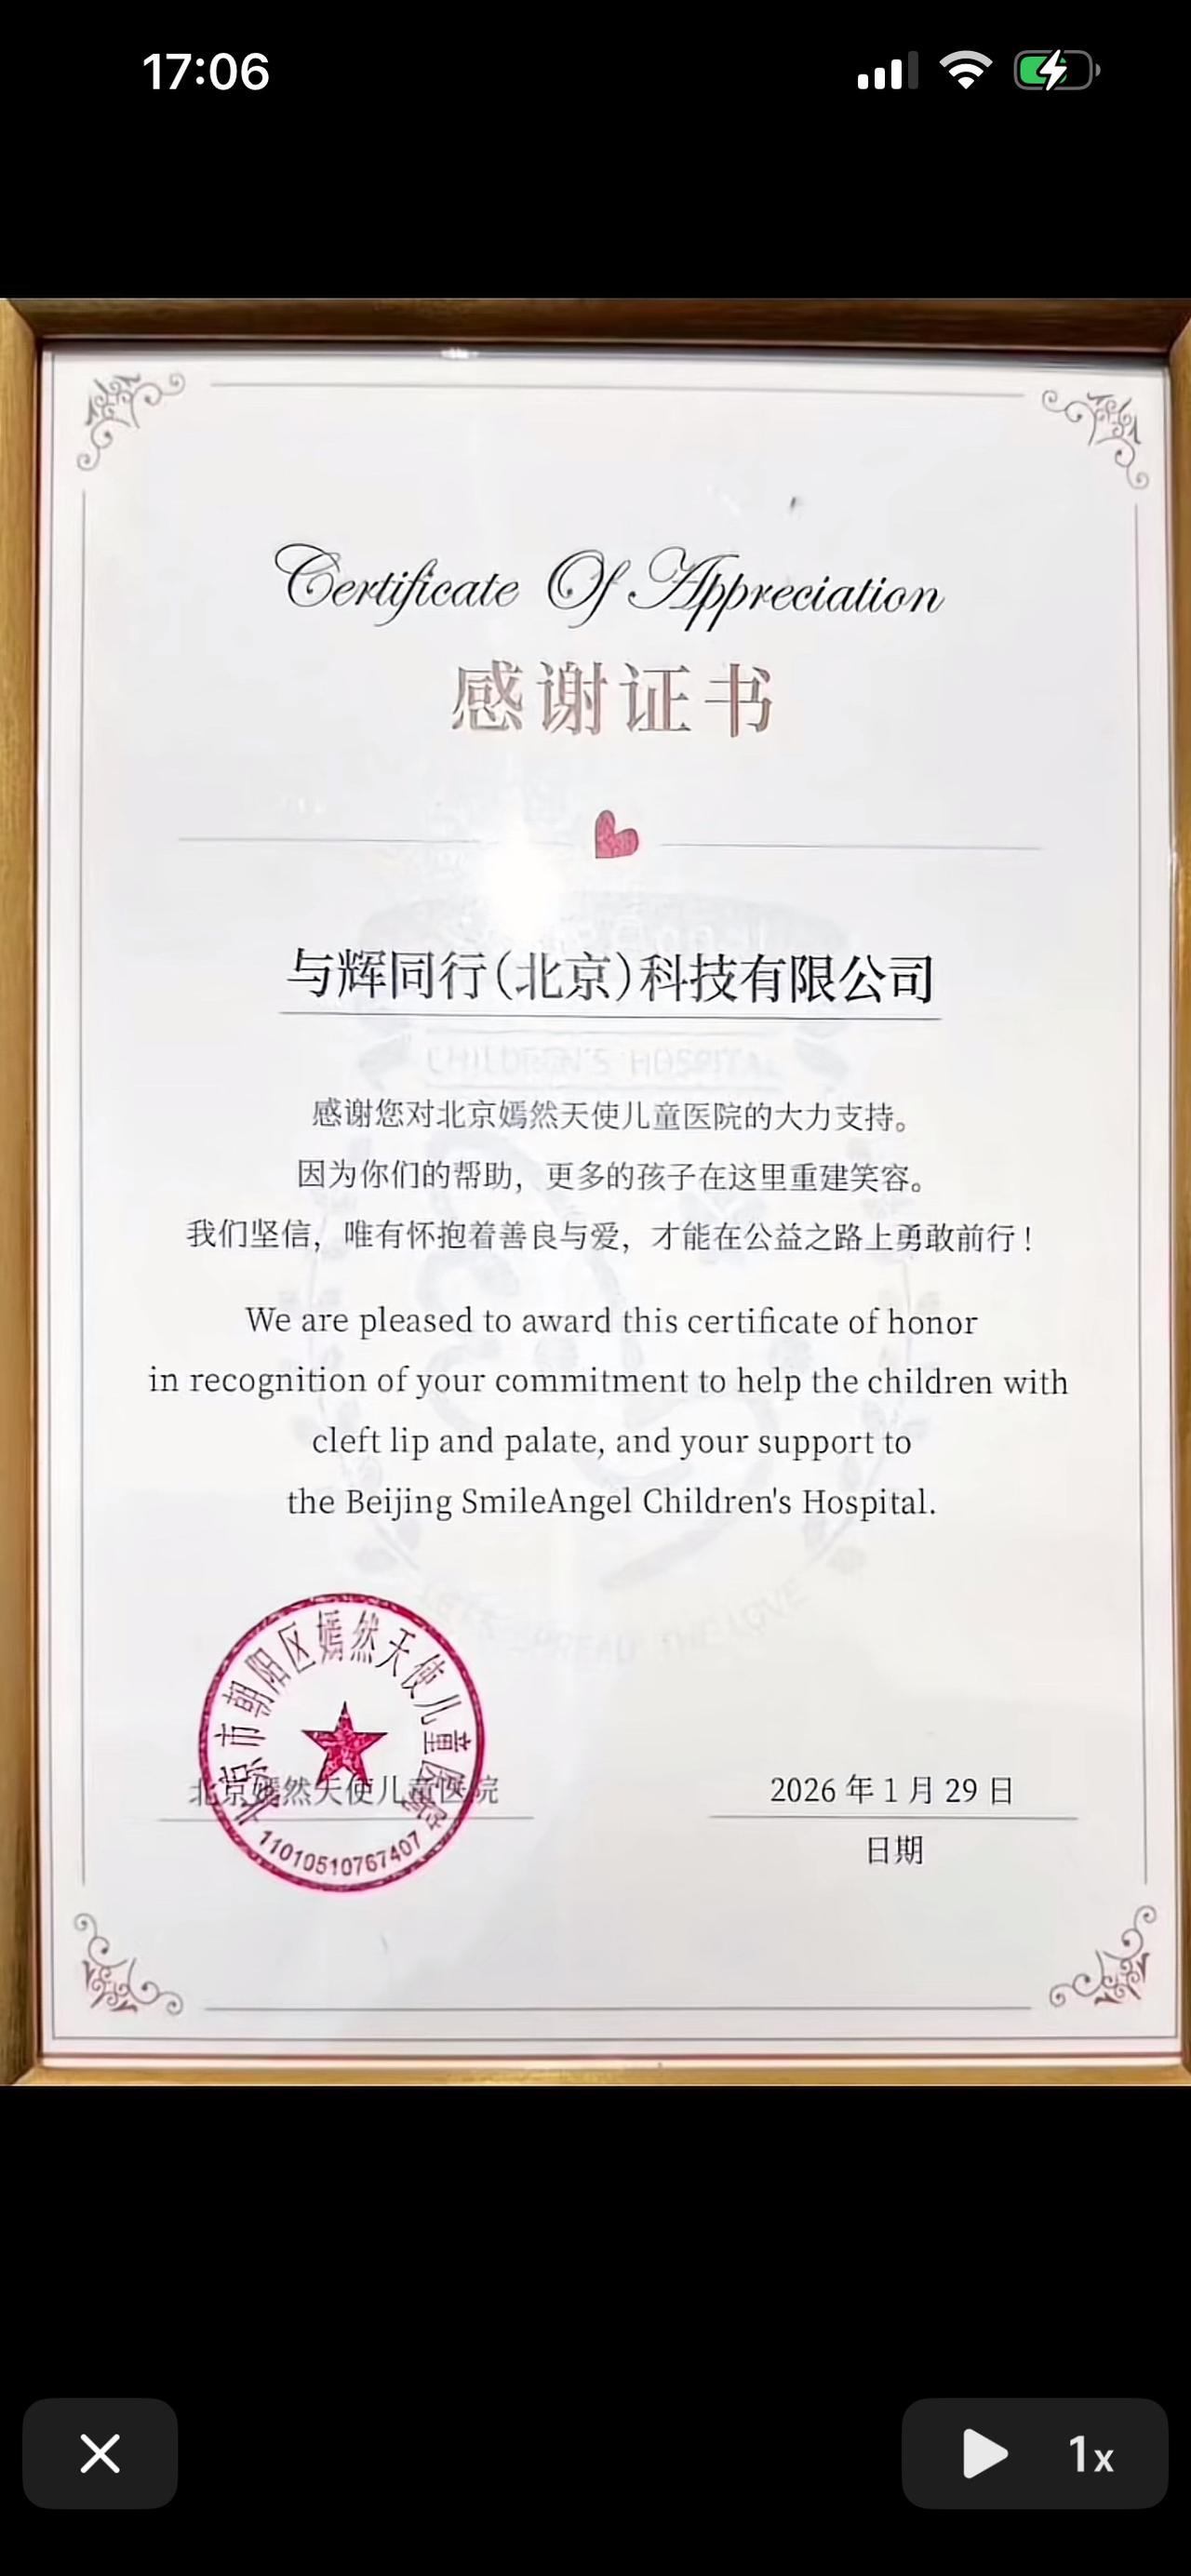 17:06
Certificate Of Appreciation
感谢证书
与辉同行(北京)科技有限公司
CHILDREN'S HOSPITAL
感谢您对北京嫣然天使儿童医院的大力支持。
因为你们的帮助，更多的孩子在这里重建笑容。
我们坚信，唯有怀抱着善良与爱，才能在公益之路上勇敢前行！
We are pleased to award this certificate of honor
in recognition of your commitment to help the children with
cleft lip and palate, and your support to
the Beijing SmileAngel Children's Hospital.
SPREAD THE LOVE
北京市朝阳区嫣然天使儿童医院
北京嫣然天使儿童医院
11010510767407
2026 年 1 月 29 日
日期
1x